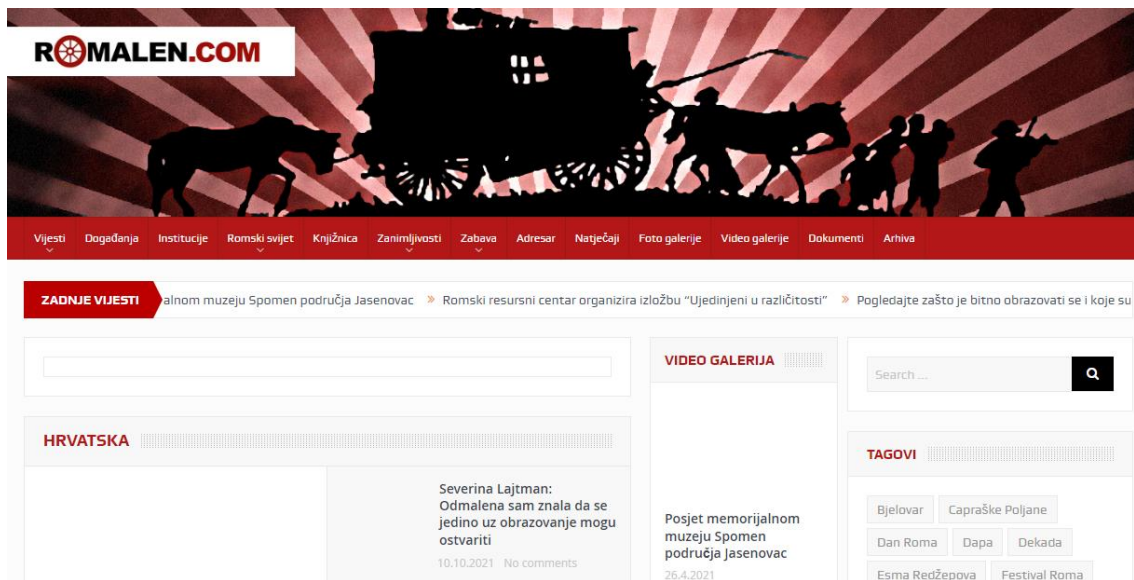 ROMALEN.COM
Vijesti Događanja Institucije Romski svijet Knjižnica Zanimljivosti Zabava Adresar Natječaji Foto galerije Video galerije Dokumenti Arhiva
ZADNJE VIJESTI alnom muzeju Spomen područja Jasenovac » Romski resursni centar organizira izložbu “Ujedinjeni u različitosti” » Pogledajte zašto je bitno obrazovati se i koje su
HRVATSKA
Severina Lajtman:
Odmalena sam znala da se
jedino uz obrazovanje mogu
ostvariti
10.10.2021 No comments
VIDEO GALERIJA
Posjet memorijalnom
muzeju Spomen
područja Jasenovac
26.4.2021
Search ...
TAGOVI
Bjelovar Capraške Poljane
Dan Roma Dapa Dekada
Esma Redžepova Festival Roma